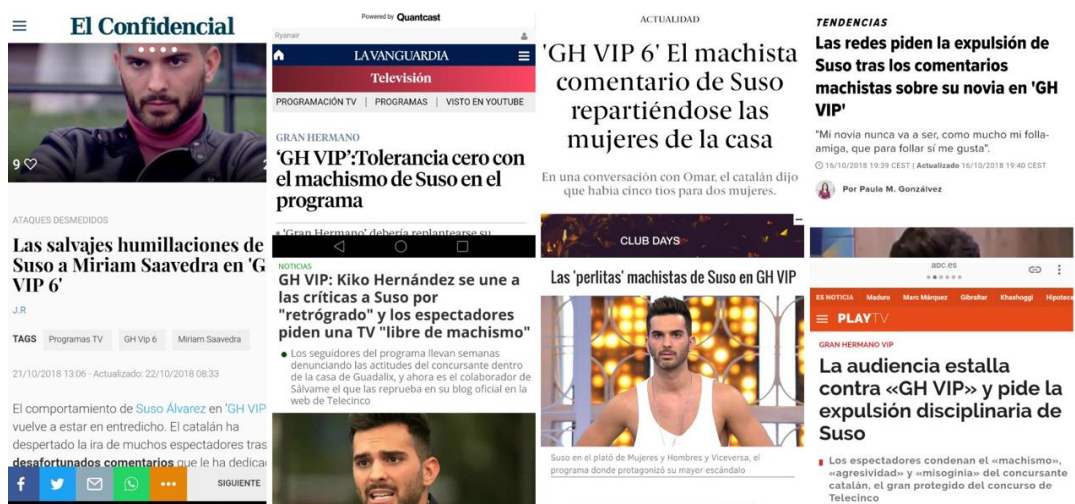 El Confidencial
9
ATAQUES DESMEDIDOS
Las salvajes humillaciones de
Suso a Miriam Saavedra en 'G
VIP 6'
J.R
TAGS Programas TV GH Vip 6 Miriam Saavedra
21/10/2018 13:06 - Actualizado: 22/10/2018 08:33
El comportamiento de Suso Álvarez en 'GH VIP
vuelve a estar en entredicho. El catalán ha
despertado la ira de muchos espectadores tras
desafortunados comentarios que le ha dedica
SIGUIENTE
Powered by Quantcast
Ryanair
LAVANGUARDIA
Televisión
PROGRAMACIÓN TV | PROGRAMAS | VISTO EN YOUTUBE
GRAN HERMANO
‘GH VIP’:Tolerancia cero con
el machismo de Suso en el
programa
'Gran Hermano' debería replantearse su
NOTICIAS
GH VIP: Kiko Hernández se une a
las críticas a Suso por
"retrógrado" y los espectadores
piden una TV "libre de machismo"
Los seguidores del programa llevan semanas
denunciando las actitudes del concursante dentro
de la casa de Guadalix, y ahora es el colaborador de
Sálvame el que las reprueba en su blog oficial en la
web de Telecinco
ACTUALIDAD
'GH VIP 6' El machista
comentario de Suso
repartiéndose las
mujeres de la casa
En una conversación con Omar, el catalán dijo
que había cinco tíos para dos mujeres.
CLUB DAYS
Las 'perlitas' machistas de Suso en GH VIP
Suso en el plató de Mujeres y Hombres y Viceversa, el
programa donde protagonizó su mayor escándalo
TENDENCIAS
Las redes piden la expulsión de
Suso tras los comentarios
machistas sobre su novia en 'GH
VIP'
"Mi novia nunca va a ser, como mucho mi folla-
amiga, que para follar sí me gusta".
16/10/2018 19:39 CEST | Actualizado 16/10/2018 19:40 CEST
Por Paula M. Gonzálvez
abc.es
ES NOTICIA Maduro Marc Márquez Gibraltar Khashoggi Hipoteca
PLAYTV
GRAN HERMANO VIP
La audiencia estalla
contra «GH VIP» y pide la
expulsión disciplinaria de
Suso
Los espectadores condenan el «machismo»,
«agresividad» y «misoginia» del concursante
catalán, el gran protegido del concurso de
Telecinco